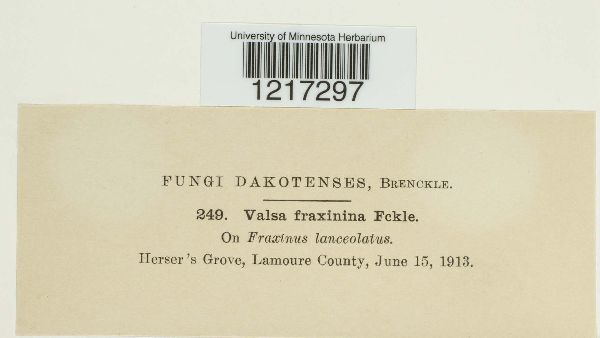 University of Minnesota Herbarium
1217297
FUNGI DAKOTENSES, BRENCKLE.
249. Valsa fraxinina Fckle.
On Fraxinus lanceolatus.
Herser's Grove, Lamoure County, June 15, 1913.